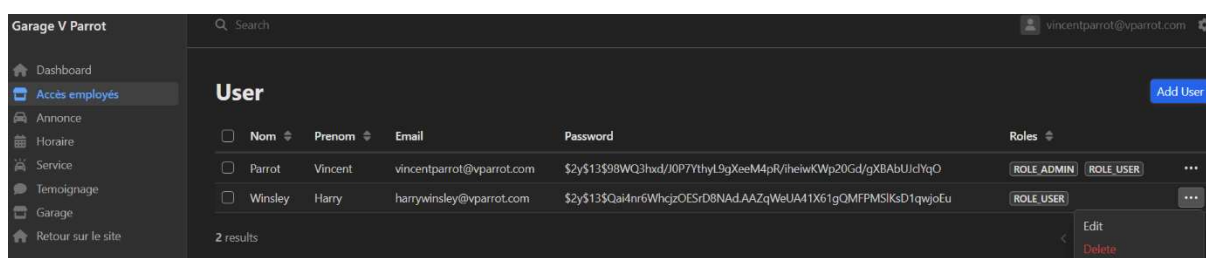 Garage V Parrot
Search
vincentparrot@vparrot.com
Dashboard
Accès employés
Annonce
Horaire
Service
Temoignage
Garage
Retour sur le site
User
Add User
Nom Prenom Email Password Roles
Parrot Vincent vincentparrot@vparrot.com $2y$13$98WQ3hxd/J0P7YthyL9gXeeM4pR/iheiwKWp20Gd/gXBAbUJclYqO ROLE_ADMIN ROLE_USER
Winsley Harry harrywinsley@vparrot.com $2y$13$Qai4nr6WhcjzOESrD8NAd.AAZqWeUA41X61gQMFPMSlKsD1qwjoEu ROLE_USER
2 results
Edit
Delete